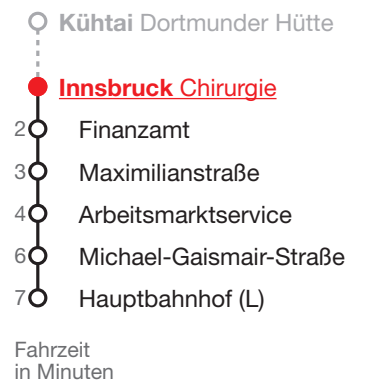 Kühtai Dortmunder Hütte
Innsbruck Chirurgie
2 Finanzamt
3 Maximilianstraße
4 Arbeitsmarktservice
6 Michael-Gaismair-Straße
7 Hauptbahnhof (L)
Fahrzeit
in Minuten